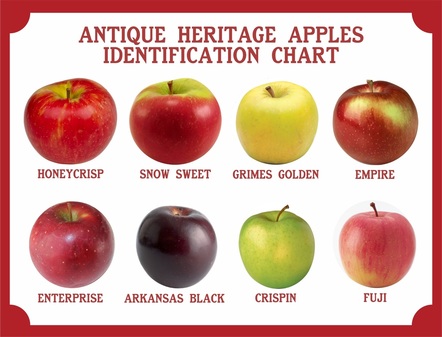 ANTIQUE HERITAGE APPLES
IDENTIFICATION CHART
HONEYCRISP
SNOW SWEET
GRIMES GOLDEN
EMPIRE
ENTERPRISE
ARKANSAS BLACK
CRISPIN
FUJI